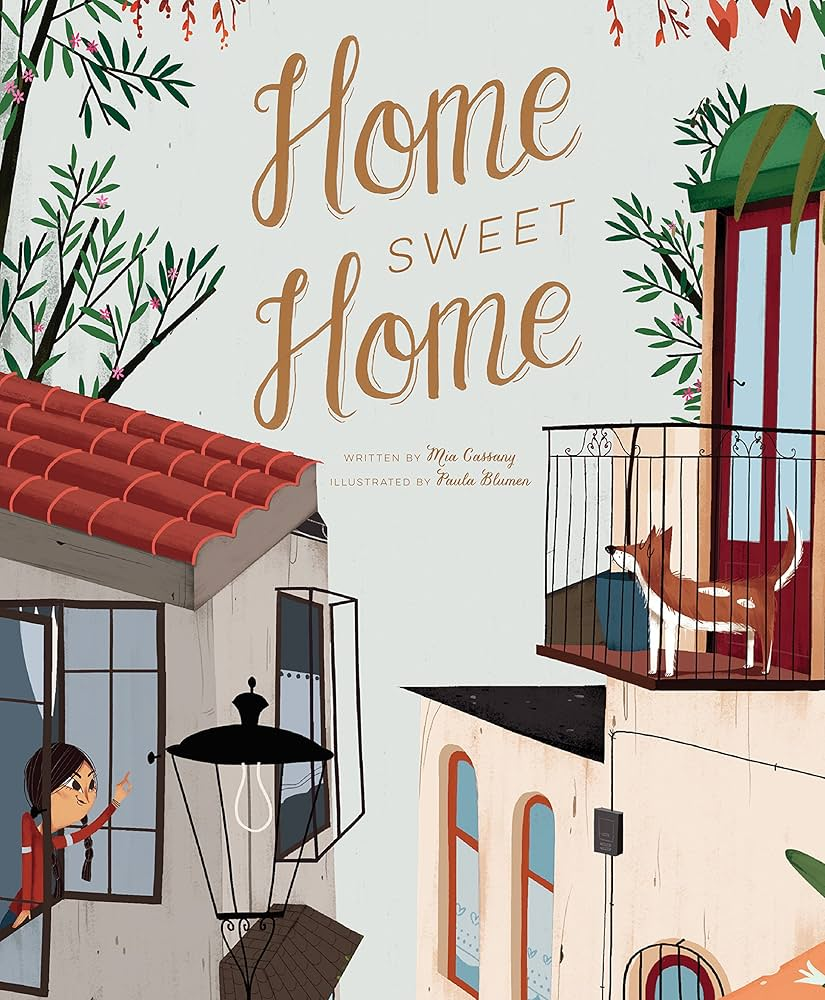 Home
SWEET
Home
WRITTEN BY Mia Cassany
ILLUSTRATED BY Paula Blumen